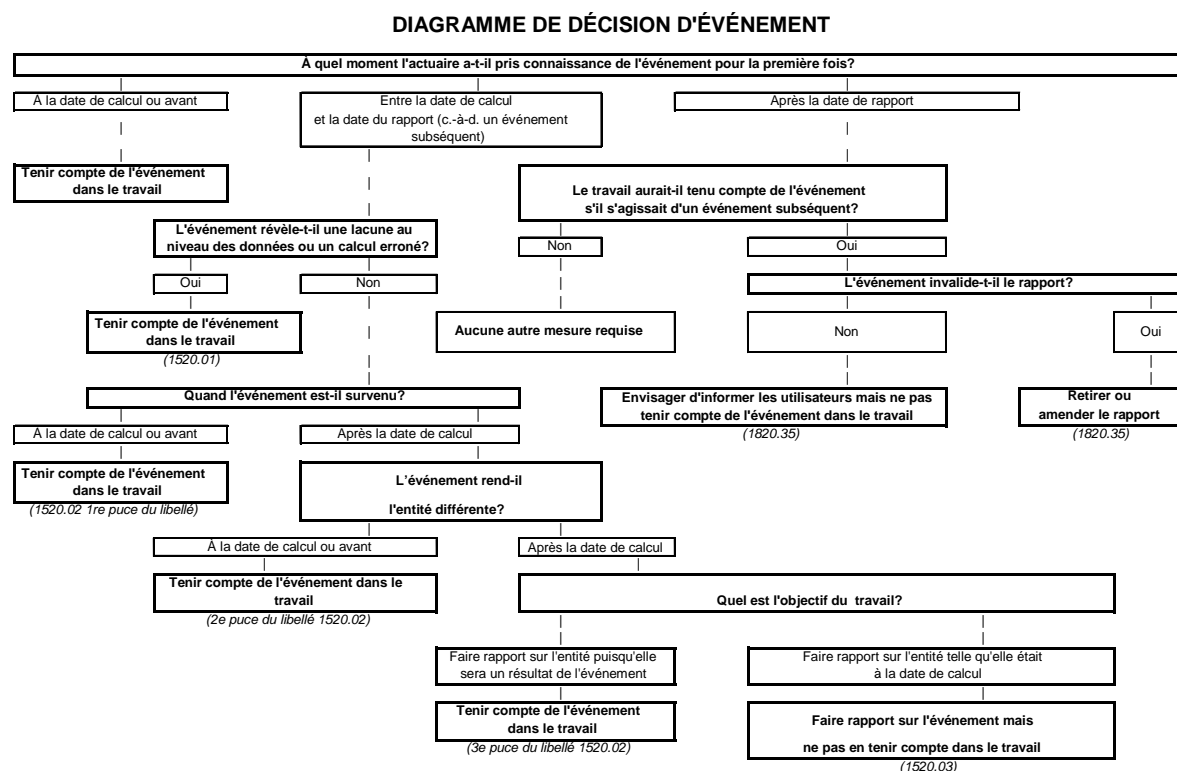 DIAGRAMME DE DÉCISION D'ÉVÉNEMENT
À quel moment l'actuaire a-t-il pris connaissance de l'événement pour la première fois?
À la date de calcul ou avant
Entre la date de calcul
et la date du rapport (c.-à-d. un événement
subséquent)
Après la date de rapport
Tenir compte de l'événement
dans le travail
Le travail aurait-il tenu compte de l'événement
s'il s'agissait d'un événement subséquent?
L'événement révèle-t-il une lacune au
niveau des données ou un calcul erroné?
Non
Oui
Oui
Non
L'événement invalide-t-il le rapport?
Tenir compte de l'événement
dans le travail
(1520.01)
Aucune autre mesure requise
Non
Oui
Quand l'événement est-il survenu?
Envisager d'informer les utilisateurs mais ne pas
tenir compte de l'événement dans le travail
(1820.35)
Retirer ou
amender le rapport
(1820.35)
À la date de calcul ou avant
Après la date de calcul
Tenir compte de l'événement
dans le travail
(1520.02 1re puce du libellé)
L'événement rend-il
l'entité différente?
À la date de calcul ou avant
Après la date de calcul
Tenir compte de l'événement dans le
travail
(2e puce du libellé 1520.02)
Quel est l'objectif du travail?
Faire rapport sur l'entité puisqu'elle
sera un résultat de l'événement
Faire rapport sur l'entité telle qu'elle était
à la date de calcul
Tenir compte de l'événement
dans le travail
(3e puce du libellé 1520.02)
Faire rapport sur l'événement mais
ne pas en tenir compte dans le travail
(1520.03)